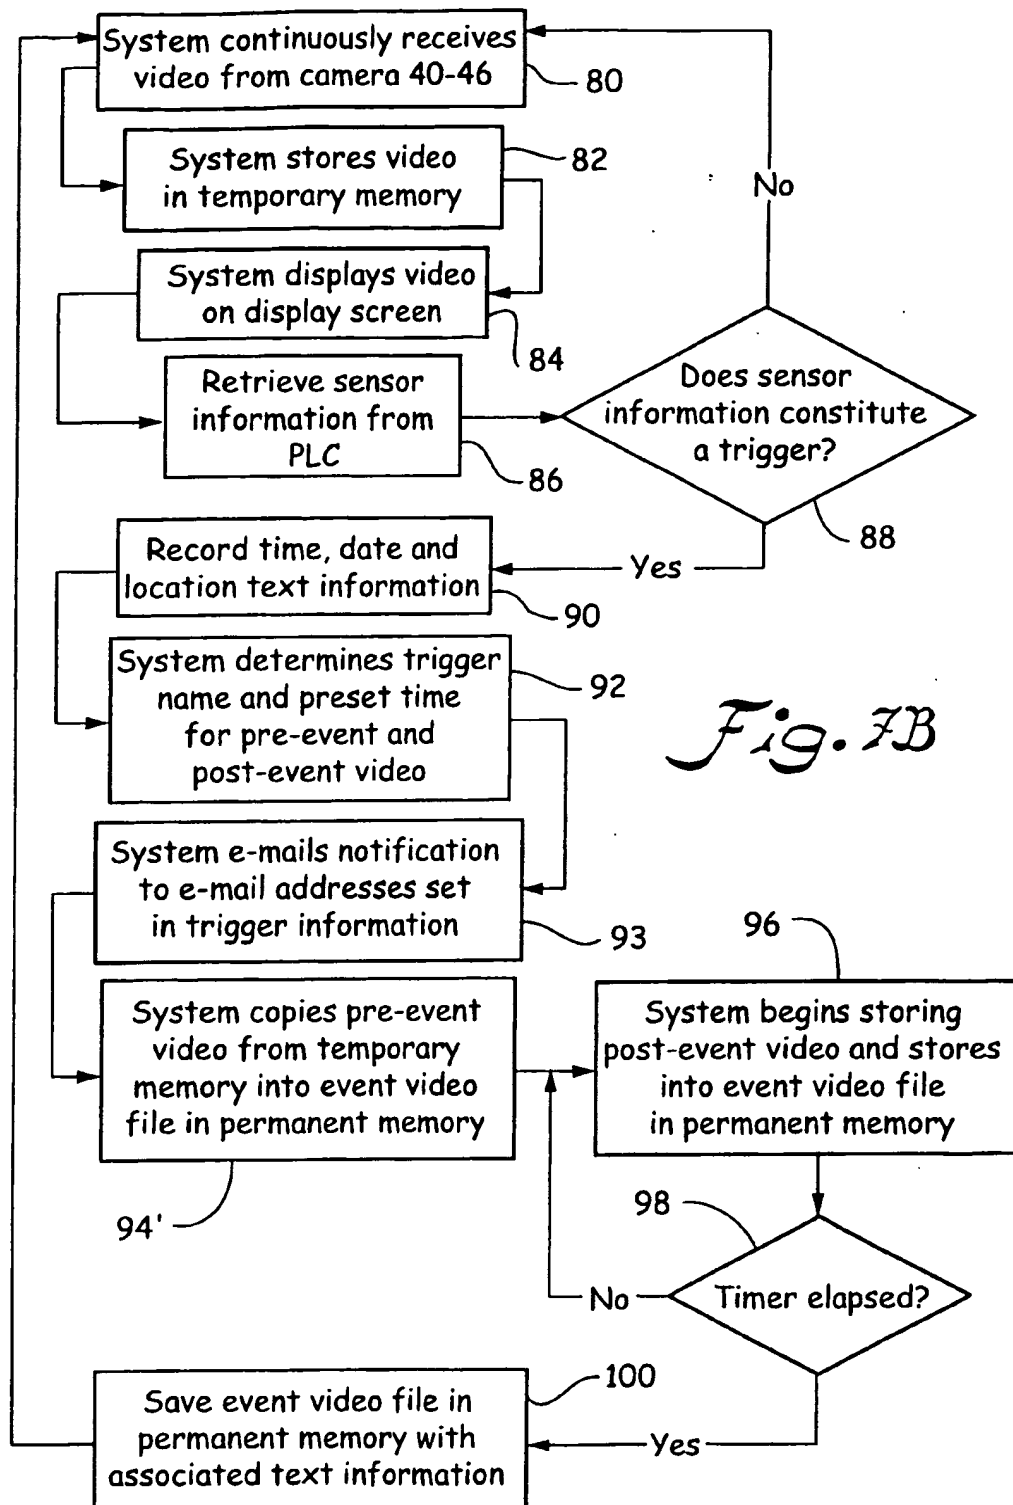 System continuously receives
video from camera 40-46
80
System stores video
in temporary memory
82
System displays video
on display screen
84
Retrieve sensor
information from
PLC
86
Does sensor
information constitute
a trigger?
88
No
Yes
Record time, date and
location text information
90
System determines trigger
name and preset time
for pre-event and
post-event video
92
Fig. 7B
System e-mails notification
to e-mail addresses set
in trigger information
93
System copies pre-event
video from temporary
memory into event video
file in permanent memory
94'
96
System begins storing
post-event video and stores
into event video file
in permanent memory
98
Timer elapsed?
No
Yes
100
Save event video file in
permanent memory with
associated text information